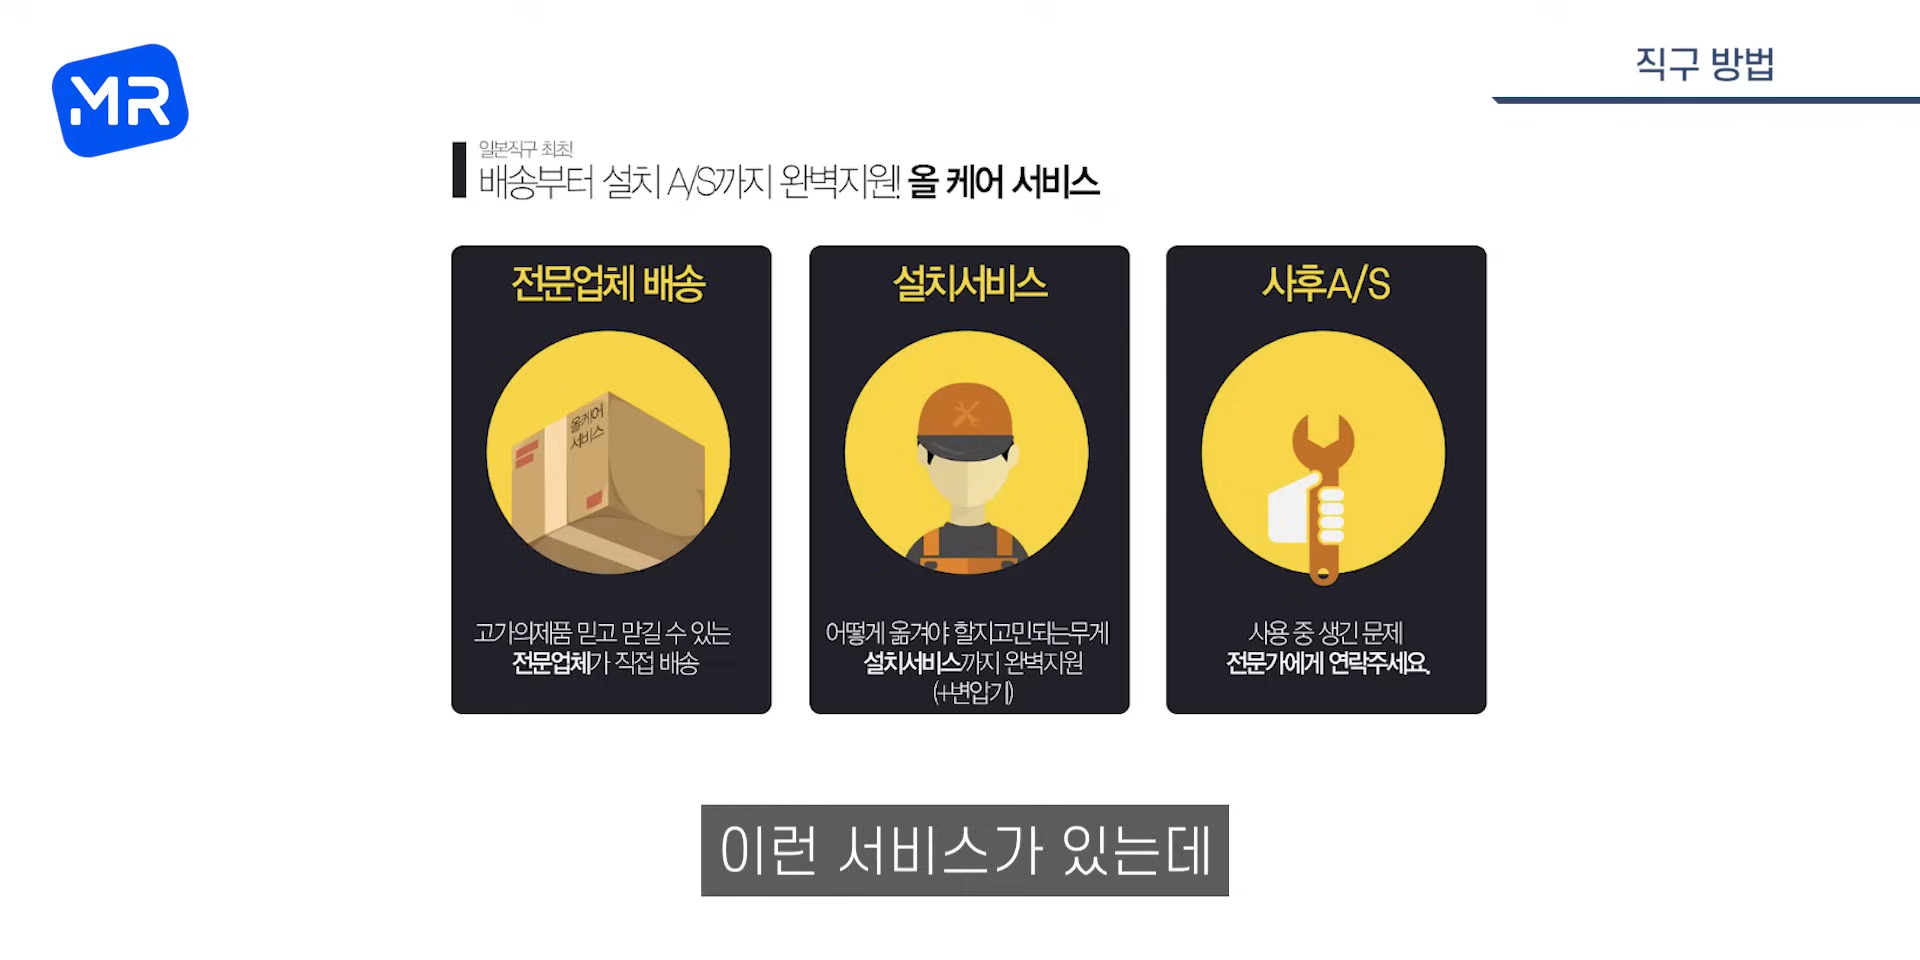 MR
직구 방법
일본직구 최초!
배송부터 설치 A/S까지 완벽지원! 올 케어 서비스
전문업체 배송
올케어
서비스
고가의제품 믿고 맡길 수 있는
전문업체가 직접 배송
설치서비스
어떻게 옮겨야 할지고민되는무게
설치서비스까지 완벽지원
(+변압기)
사후A/S
사용 중 생긴 문제
전문가에게 연락주세요.
이런 서비스가 있는데